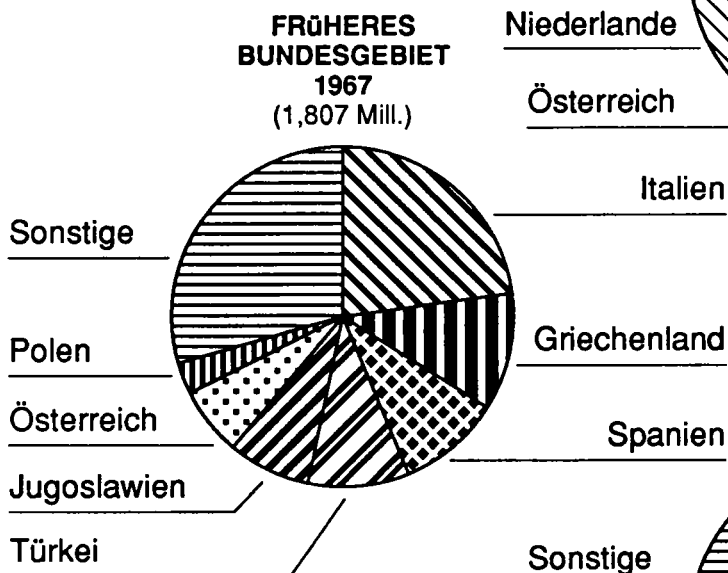 FRüHERES
BUNDESGEBIET
1967
(1,807 Mill.)
Niederlande
Österreich
Italien
Sonstige
Griechenland
Polen
Österreich
Spanien
Jugoslawien
Türkei
Sonstige